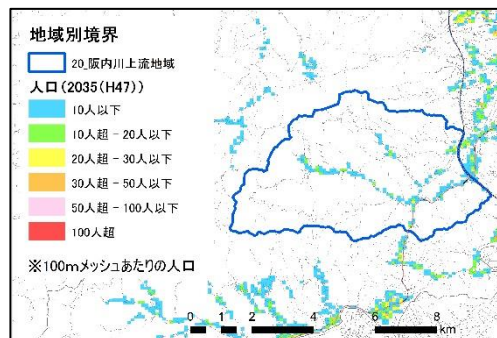 地域別境界
20_阪内川上流地域
人口(2035(H47))
10人以下
10人超-20人以下
20人超-30人以下
30人超-50人以下
50人超-100人以下
100人超
※100mメッシュあたりの人口
0 2 4 6 8
km